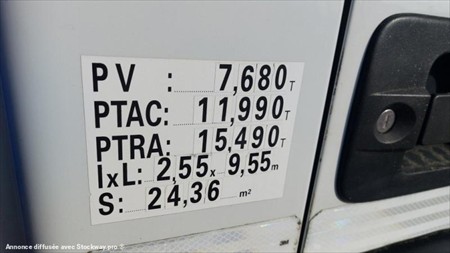 PV : 7,680 T
PTAC: 11,990 T
PTRA: 15,490 T
IxL: 2,55 x 9,55 m
S: 24,36 m²
Annonce diffusée avec Stockway pro ®